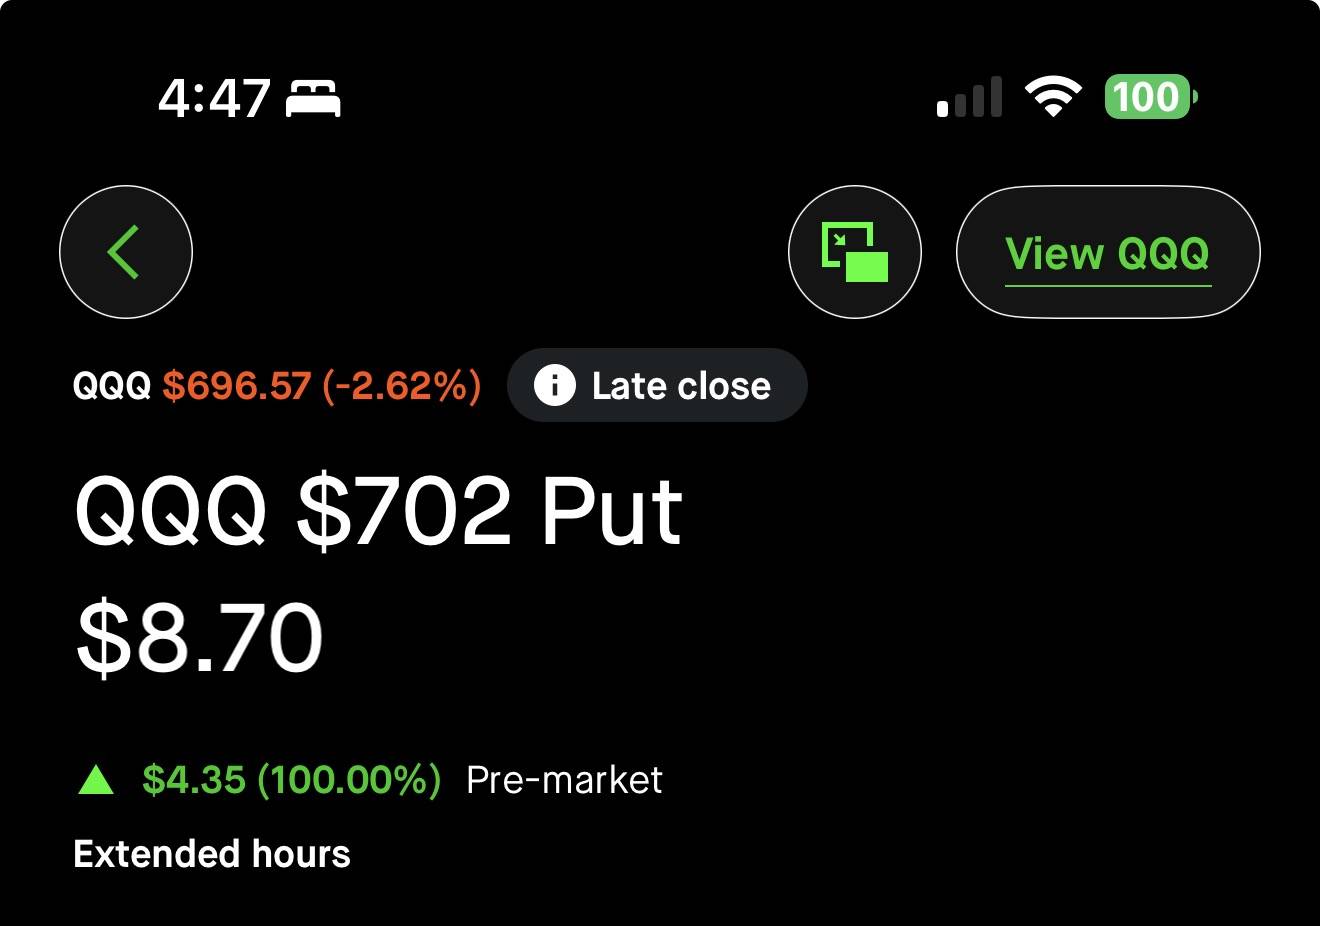 4:47 100
View QQQ
QQQ $696.57 (-2.62%) Late close
QQQ $702 Put
$8.70
$4.35 (100.00%) Pre-market
Extended hours